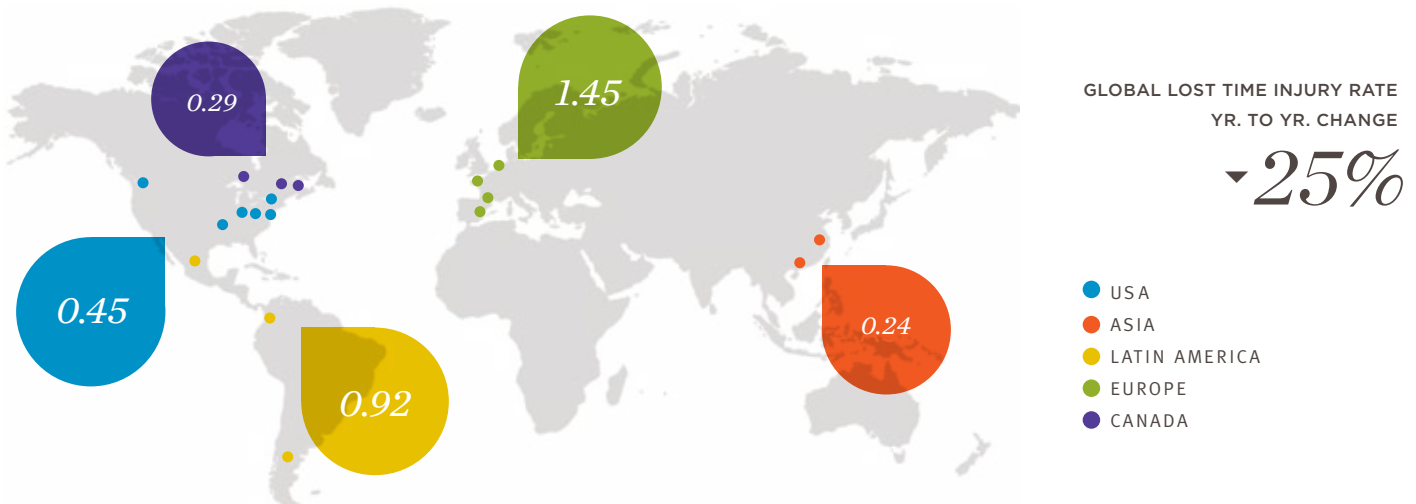 0.29
1.45
0.45
0.92
0.24
GLOBAL LOST TIME INJURY RATE
YR. TO YR. CHANGE
25%
USA
ASIA
LATIN AMERICA
EUROPE
CANADA